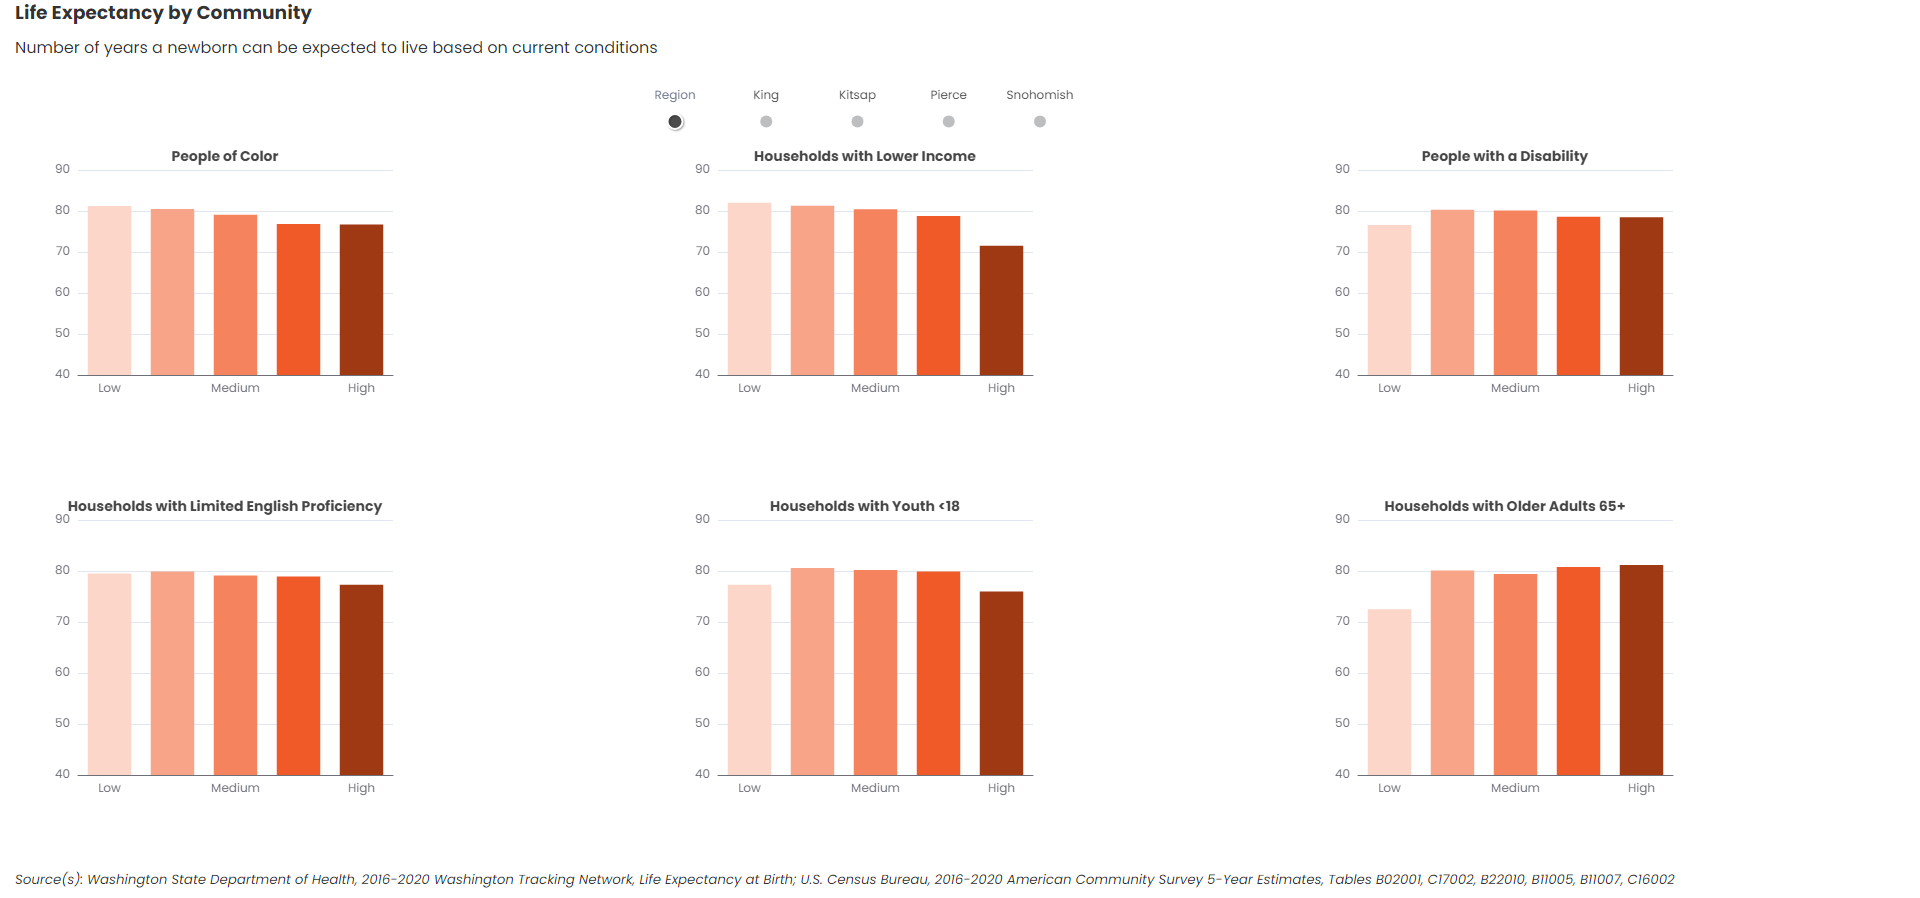 Life Expectancy by Community
Number of years a newborn can be expected to live based on current conditions
Region King Kitsap Pierce Snohomish
People of Color
90
80
70
60
50
40
Low Medium High
Households with Lower Income
90
80
70
60
50
40
Low Medium High
People with a Disability
90
80
70
60
50
40
Low Medium High
Households with Limited English Proficiency
90
80
70
60
50
40
Low Medium High
Households with Youth <18
90
80
70
60
50
40
Low Medium High
Households with Older Adults 65+
90
80
70
60
50
40
Low Medium High
Source(s): Washington State Department of Health, 2016-2020 Washington Tracking Network, Life Expectancy at Birth; U.S. Census Bureau, 2016-2020 American Community Survey 5-Year Estimates, Tables B02001, C17002, B22010, B11005, B11007, C16002